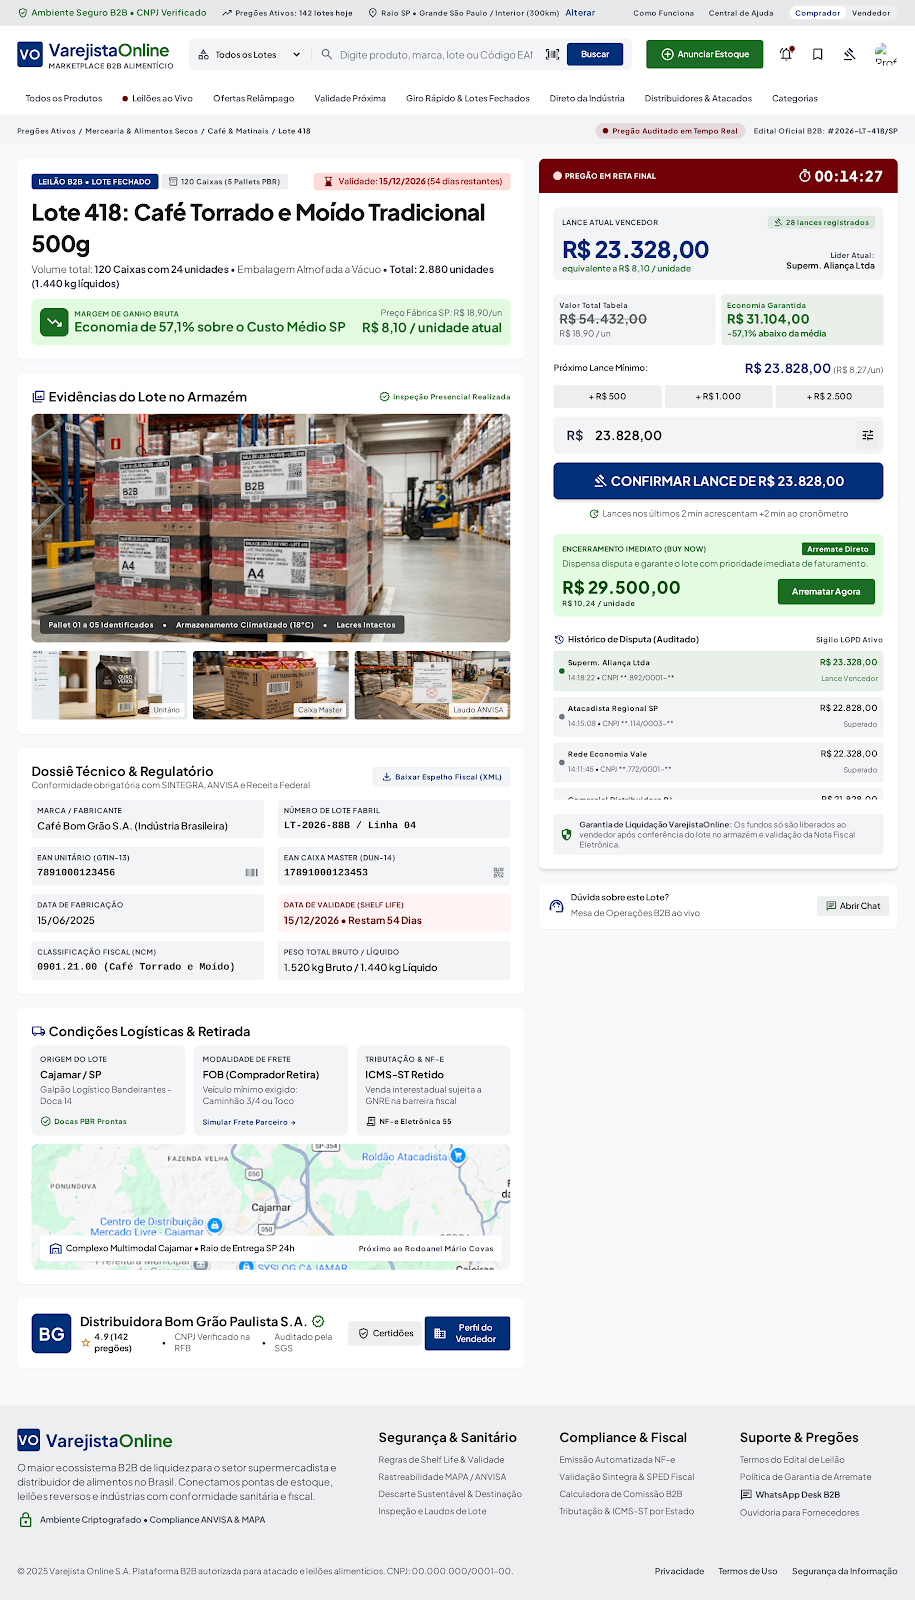 Ambiente Seguro B2B • CNPJ Verificado
Pregões Ativos: 142 lotes hoje
Raio SP • Grande São Paulo / Interior (300km) Alterar
Como Funciona
Central de Ajuda
Comprador
Vendedor
VO
VarejistaOnline
MARKETPLACE B2B ALIMENTÍCIO
Todos os Lotes
Digite produto, marca, lote ou Código EAN
Buscar
Anunciar Estoque
Todos os Produtos
Leilões ao Vivo
Ofertas Relâmpago
Validade Próxima
Giro Rápido & Lotes Fechados
Direto da Indústria
Distribuidores & Atacados
Categorias
Pregões Ativos / Mercearia & Alimentos Secos / Café & Matinais / Lote 418
Pregão Auditado em Tempo Real
Edital Oficial B2B: #2026-LT-418/SP
LEILÃO B2B • LOTE FECHADO
120 Caixas (5 Pallets PBR)
Validade: 15/12/2026 (54 dias restantes)
Lote 418: Café Torrado e Moído Tradicional
500g
Volume total: 120 Caixas com 24 unidades • Embalagem Almofada a Vácuo • Total: 2.880 unidades
(1.440 kg líquidos)
MARGEM DE GANHO BRUTA
Economia de 57,1% sobre o Custo Médio SP
Preço Fábrica SP: R$ 18,90/un
R$ 8,10 / unidade atual
Evidências do Lote no Armazém
Inspeção Presencial Realizada
B2B
A4
A4
Pallet 01 a 05 Identificados • Armazenamento Climatizado (18°C) • Lacres Intactos
OURO VERDE
Unitário
Caixa Master
Laudo ANVISA
Dossiê Técnico & Regulatório
Conformidade obrigatória com SINTEGRA, ANVISA e Receita Federal
Baixar Espelho Fiscal (XML)
MARCA / FABRICANTE
Café Bom Grão S.A. (Indústria Brasileira)
NÚMERO DE LOTE FABRIL
LT-2026-88B / Linha 04
EAN UNITÁRIO (GTIN-13)
7891000123456
EAN CAIXA MASTER (DUN-14)
17891000123453
DATA DE FABRICAÇÃO
15/06/2025
DATA DE VALIDADE (SHELF LIFE)
15/12/2026 • Restam 54 Dias
CLASSIFICAÇÃO FISCAL (NCM)
0901.21.00 (Café Torrado e Moído)
PESO TOTAL BRUTO / LÍQUIDO
1.520 kg Bruto / 1.440 kg Líquido
Condições Logísticas & Retirada
ORIGEM DO LOTE
Cajamar / SP
Galpão Logístico Bandeirantes -
Doca 14
Docas PBR Prontas
MODALIDADE DE FRETE
FOB (Comprador Retira)
Veículo mínimo exigido:
Caminhão 3/4 ou Toco
Simular Frete Parceiro →
TRIBUTAÇÃO & NF-E
ICMS-ST Retido
Venda interestadual sujeita a
GNRE na barreira fiscal
NF-e Eletrônica 55
SP-354
FAZENDA VELHA
Roldão Atacadista
050
PONUNDUVA
Cajamar
Centro de Distribuição
Mercado Livre - Cajamar
050
Complexo Multimodal Cajamar • Raio de Entrega SP 24h
Próximo ao Rodoanel Mário Covas
Prefeitura Municipal
SYSLOG CAJAMAR
Caieiras
BG
Distribuidora Bom Grão Paulista S.A.
4.9 (142
pregões)
•
CNPJ Verificado na
RFB
•
Auditado pela
SGS
Certidões
Perfil do
Vendedor
PREGÃO EM RETA FINAL
00:14:27
LANCE ATUAL VENCEDOR
28 lances registrados
R$ 23.328,00
equivalente a R$ 8,10 / unidade
Líder Atual:
Superm. Aliança Ltda
Valor Total Tabela
R$ 54.432,00
R$ 18,90 / un
Economia Garantida
R$ 31.104,00
-57,1% abaixo da média
Próximo Lance Mínimo:
R$ 23.828,00 (R$ 8,27/un)
+ R$ 500
+ R$ 1.000
+ R$ 2.500
R$ 23.828,00
CONFIRMAR LANCE DE R$ 23.828,00
Lances nos últimos 2 min acrescentam +2 min ao cronômetro
ENCERRAMENTO IMEDIATO (BUY NOW)
Arremate Direto
Dispensa disputa e garante o lote com prioridade imediata de faturamento.
R$ 29.500,00
R$ 10,24 / unidade
Arrematar Agora
Histórico de Disputa (Auditado)
Sigilo LGPD Ativo
Superm. Aliança Ltda
R$ 23.328,00
14:18:22 • CNPJ **.892/0001-**
Lance Vencedor
Atacadista Regional SP
R$ 22.828,00
14:15:08 • CNPJ **.114/0003-**
Superado
Rede Economia Vale
R$ 22.328,00
14:11:45 • CNPJ **.772/0001-**
Superado
R$ 21.828,00
Garantia de Liquidação VarejistaOnline: Os fundos só são liberados ao
vendedor após conferência do lote no armazém e validação da Nota Fiscal
Eletrônica.
Dúvida sobre este Lote?
Mesa de Operações B2B ao vivo
Abrir Chat
VO
VarejistaOnline
O maior ecossistema B2B de liquidez para o setor supermercadista e
distribuidor de alimentos no Brasil. Conectamos pontas de estoque,
leilões reversos e indústrias com conformidade sanitária e fiscal.
Ambiente Criptografado • Compliance ANVISA & MAPA
Segurança & Sanitário
Regras de Shelf Life & Validade
Rastreabilidade MAPA / ANVISA
Descarte Sustentável & Destinação
Inspeção e Laudos de Lote
Compliance & Fiscal
Emissão Automatizada NF-e
Validação Sintegra & SPED Fiscal
Calculadora de Comissão B2B
Tributação & ICMS-ST por Estado
Suporte & Pregões
Termos do Edital de Leilão
Política de Garantia de Arremate
WhatsApp Desk B2B
Ouvidoria para Fornecedores
© 2025 Varejista Online S.A. Plataforma B2B autorizada para atacado e leilões alimentícios. CNPJ: 00.000.000/0001-00.
Privacidade
Termos de Uso
Segurança da Informação